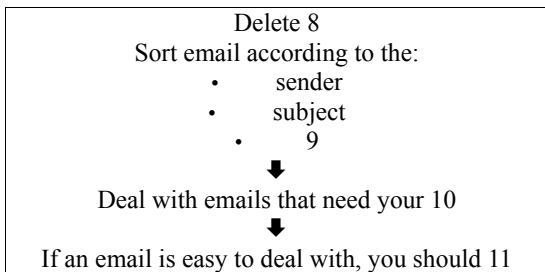 Delete 8
Sort email according to the:
• sender
• subject
• 9
Deal with emails that need your 10
If an email is easy to deal with, you should 11